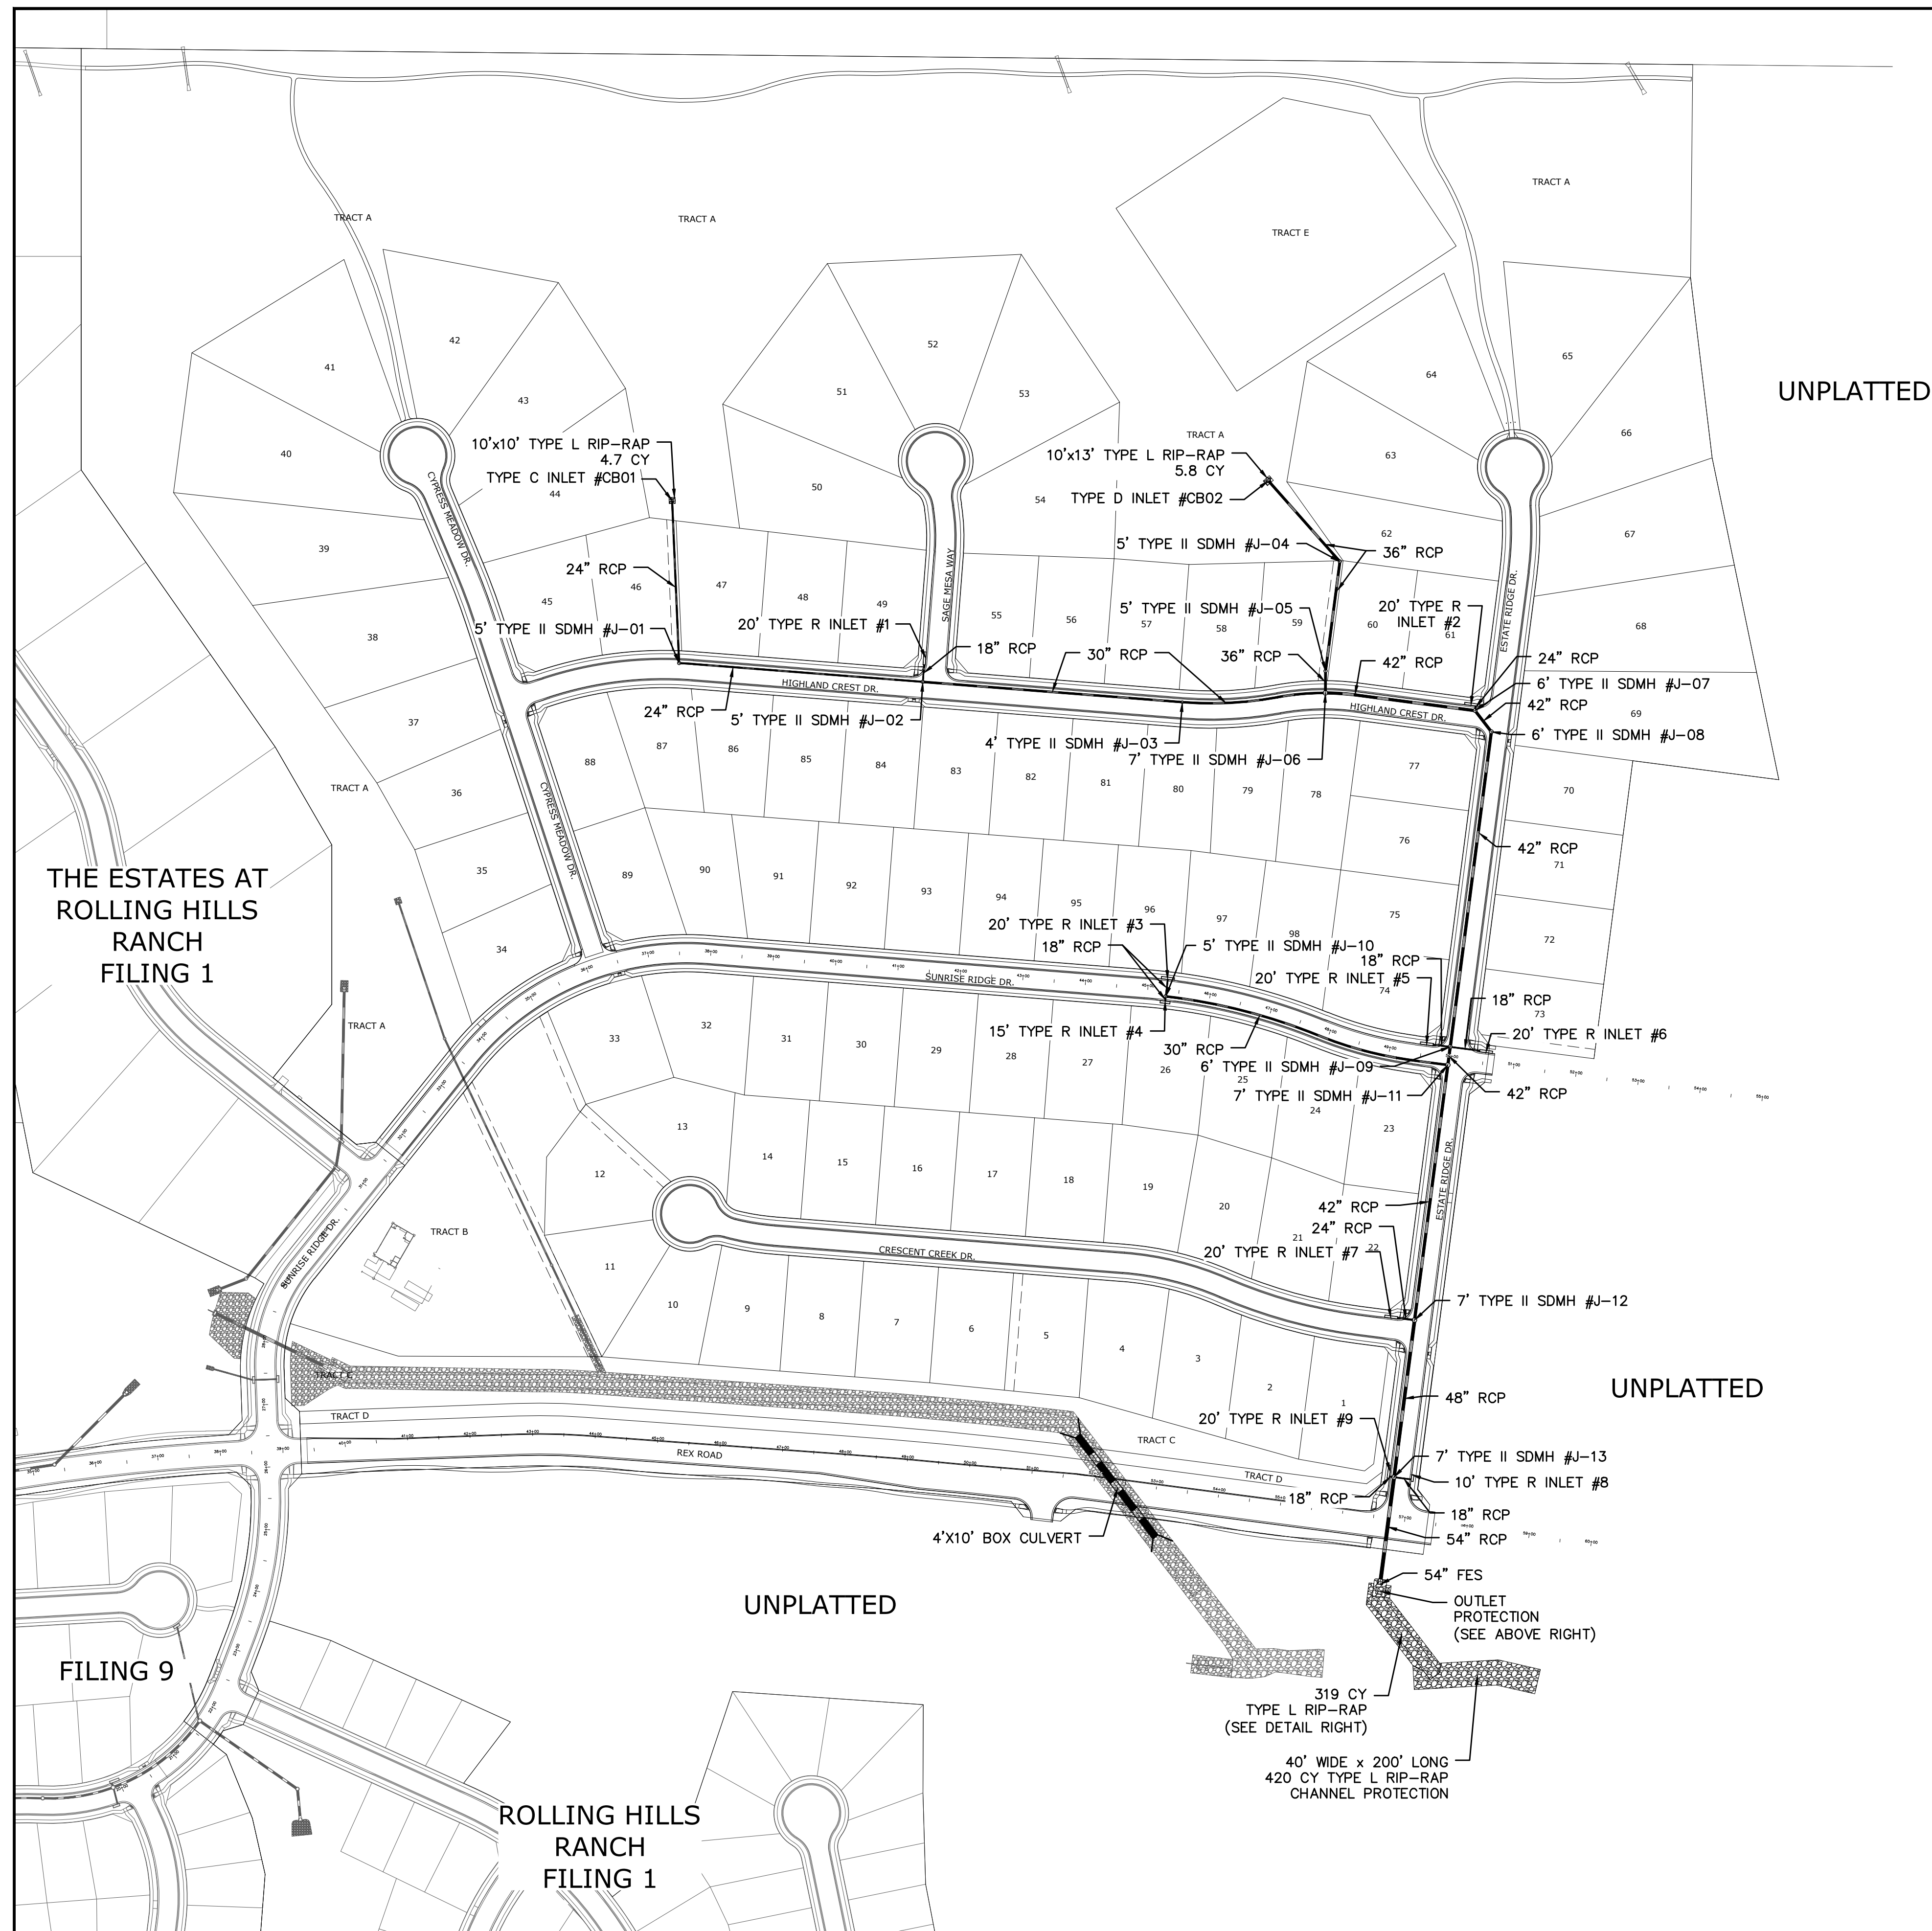 TRACT A
TRACT A
TRACT A
TRACT E
UNPLATTED
41
42
43
40
39
38
37
36
35
34
52
51
53
50
54
TRACT A
64
65
63
66
62
67
68
69
10'x10' TYPE L RIP-RAP
4.7 CY
TYPE C INLET #CB01
44
10'x13' TYPE L RIP-RAP
5.8 CY
TYPE D INLET #CB02
5' TYPE II SDMH #J-04
36" RCP
24" RCP
45
46
47
48
49
55
56
57
58
59
60
61
CYPRESS MEADOW DR.
SAGE MESA WAY
ESTATE RIDGE DR.
5' TYPE II SDMH #J-01
20' TYPE R INLET #1
18" RCP
30" RCP
5' TYPE II SDMH #J-05
36" RCP
42" RCP
20' TYPE R
INLET #2
24" RCP
6' TYPE II SDMH #J-07
42" RCP
6' TYPE II SDMH #J-08
HIGHLAND CREST DR.
HIGHLAND CREST DR.
24" RCP
5' TYPE II SDMH #J-02
4' TYPE II SDMH #J-03
7' TYPE II SDMH #J-06
88
87
86
85
84
83
82
81
80
79
78
77
76
70
71
72
73
42" RCP
TRACT A
CYPRESS MEADOW DR.
THE ESTATES AT
ROLLING HILLS
RANCH
FILING 1
89
90
91
92
93
94
95
96
97
98
75
74
20' TYPE R INLET #3
18" RCP
5' TYPE II SDMH #J-10
18" RCP
20' TYPE R INLET #5
18" RCP
20' TYPE R INLET #6
SUNRISE RIDGE DR.
15' TYPE R INLET #4
30" RCP
6' TYPE II SDMH #J-09
7' TYPE II SDMH #J-11
42" RCP
TRACT A
33
32
31
30
29
28
27
26
25
24
23
13
12
14
15
16
17
18
19
20
21
22
42" RCP
24" RCP
20' TYPE R INLET #7
ESTATE RIDGE DR.
7' TYPE II SDMH #J-12
TRACT B
SUNRISE RIDGE DR.
CRESCENT CREEK DR.
11
10
9
8
7
6
5
4
3
2
1
TRACT C
TRACT D
REX ROAD
TRACT C
TRACT D
48" RCP
UNPLATTED
20' TYPE R INLET #9
7' TYPE II SDMH #J-13
10' TYPE R INLET #8
18" RCP
18" RCP
54" RCP
4'X10' BOX CULVERT
54" FES
OUTLET
PROTECTION
(SEE ABOVE RIGHT)
UNPLATTED
FILING 9
319 CY
TYPE L RIP-RAP
(SEE DETAIL RIGHT)
40' WIDE x 200' LONG
420 CY TYPE L RIP-RAP
CHANNEL PROTECTION
ROLLING HILLS
RANCH
FILING 1